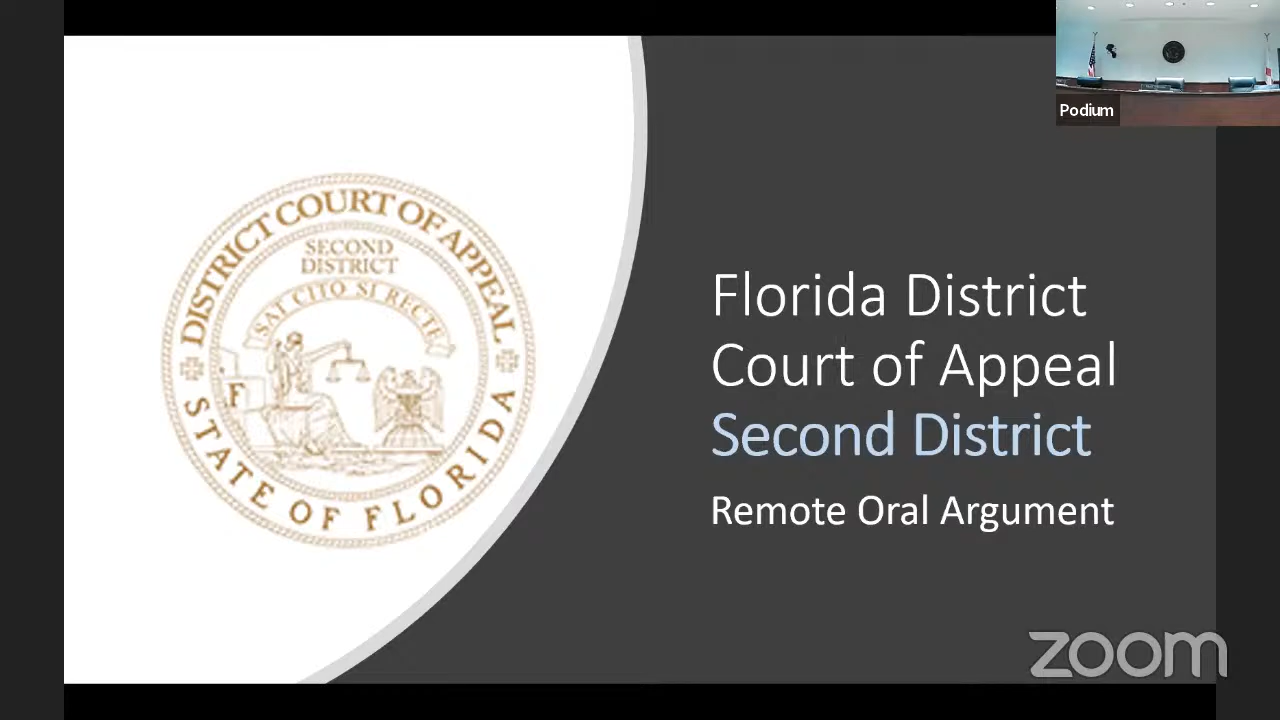 Podium
DISTRICT COURT OF APPEAL
SECOND
DISTRICT
SAT CITO SI RECTE
STATE OF FLORIDA
Florida District
Court of Appeal
Second District
Remote Oral Argument
zoom